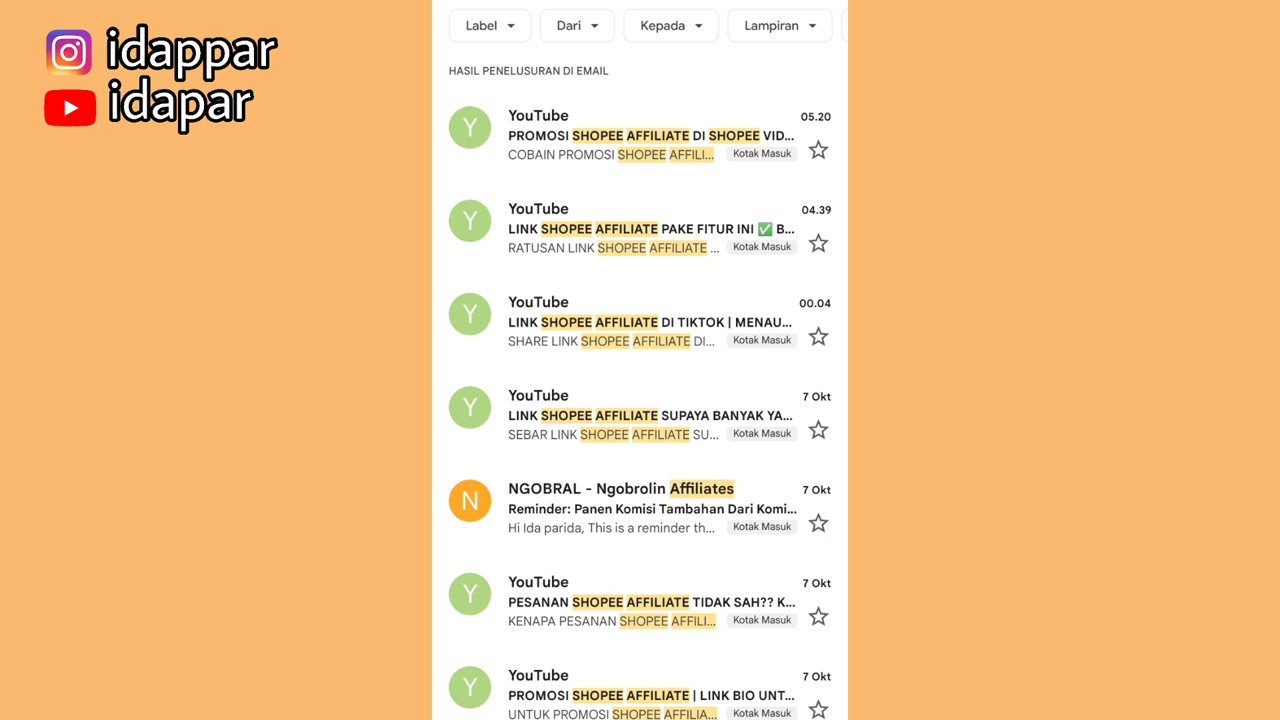 idappar
idapar
Label
Dari
Kepada
Lampiran
HASIL PENELUSURAN DI EMAIL
Y
YouTube
05.20
PROMOSI SHOPEE AFFILIATE DI SHOPEE VID...
COBAIN PROMOSI SHOPEE AFFILI...
Kotak Masuk
Y
YouTube
04.39
LINK SHOPEE AFFILIATE PAKE FITUR INI ✅ B...
RATUSAN LINK SHOPEE AFFILIATE ...
Kotak Masuk
Y
YouTube
00.04
LINK SHOPEE AFFILIATE DI TIKTOK | MENAU...
SHARE LINK SHOPEE AFFILIATE DI...
Kotak Masuk
Y
YouTube
7 Okt
LINK SHOPEE AFFILIATE SUPAYA BANYAK YA...
SEBAR LINK SHOPEE AFFILIATE SU...
Kotak Masuk
N
NGOBRAL - Ngobrolin Affiliates
7 Okt
Reminder: Panen Komisi Tambahan Dari Komi...
Hi Ida parida, This is a reminder th...
Kotak Masuk
Y
YouTube
7 Okt
PESANAN SHOPEE AFFILIATE TIDAK SAH?? K...
KENAPA PESANAN SHOPEE AFFILI...
Kotak Masuk
Y
YouTube
7 Okt
PROMOSI SHOPEE AFFILIATE | LINK BIO UNT...
UNTUK PROMOSI SHOPEE AFFILIA...
Kotak Masuk